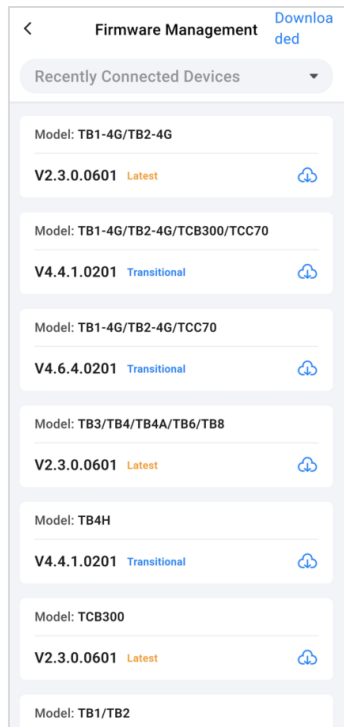 Firmware Management
Downloa
ded
Recently Connected Devices
Model: TB1-4G/TB2-4G
V2.3.0.0601 Latest
Model: TB1-4G/TB2-4G/TCB300/TCC70
V4.4.1.0201 Transitional
Model: TB1-4G/TB2-4G/TCC70
V4.6.4.0201 Transitional
Model: TB3/TB4/TB4A/TB6/TB8
V2.3.0.0601 Latest
Model: TB4H
V4.4.1.0201 Transitional
Model: TCB300
V2.3.0.0601 Latest
Model: TB1/TB2